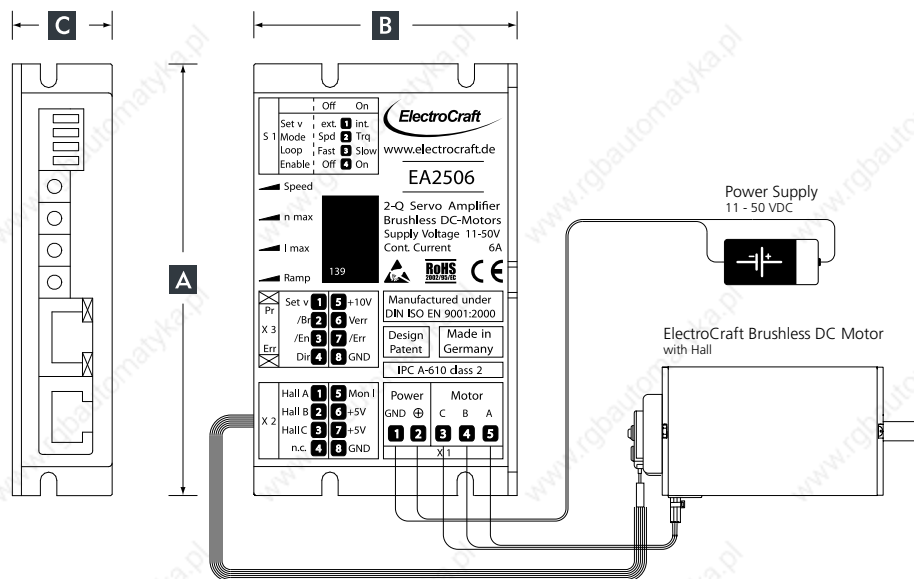 C
B
A
Off On
S 1
Set v ext. 1 int.
Mode Spd 2 Trq
Loop Fast 3 Slow
Enable Off 4 On
ElectroCraft
www.electrocraft.de
EA2506
Speed
n max
I max
Ramp
139
2-Q Servo Amplifier
Brushless DC-Motors
Supply Voltage 11-50V
Cont. Current 6A
RoHS
2002/95/EC
CE
Pr
X 3
Err
Set v 1 5 +10V
/Br 2 6 Verr
/En 3 7 /Err
Dir 4 8 GND
Manufactured under
DIN ISO EN 9001:2000
Design
Patent
Made in
Germany
IPC A-610 class 2
X 2
Hall A 1 5 Mon I
Hall B 2 6 +5V
Hall C 3 7 +5V
n.c. 4 8 GND
Power Motor
GND ⊕ C B A
1 2 3 4 5
X 1
Power Supply
11 - 50 VDC
- +
ElectroCraft Brushless DC Motor
with Hall
www.rgbautomatyka.pl